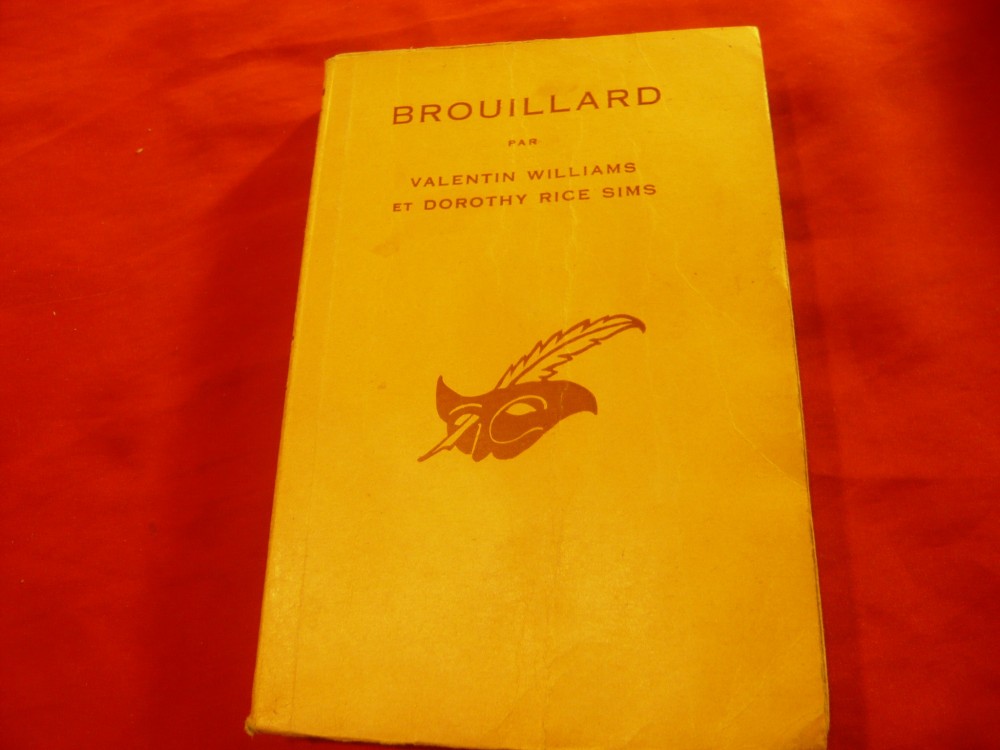 BROUILLARD
PAR
VALENTIN WILLIAMS
ET DOROTHY RICE SIMS